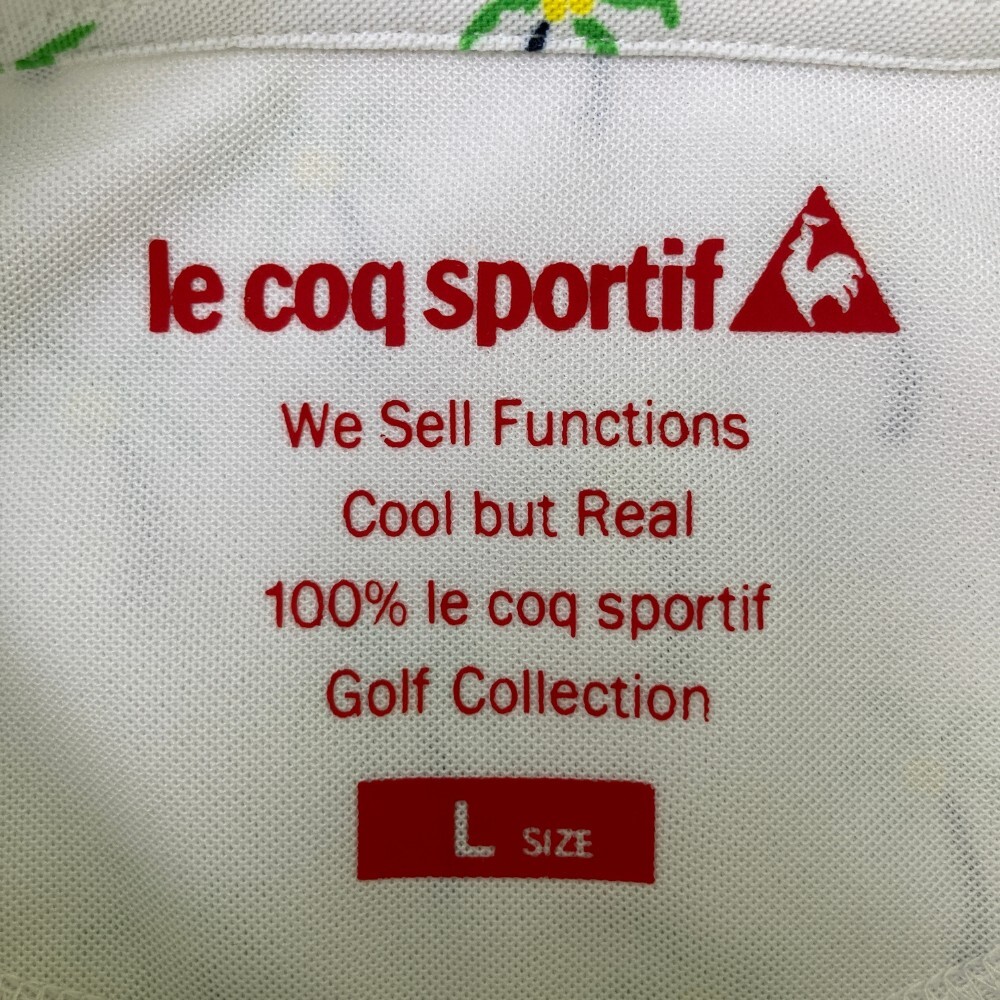 le coq sportif
We Sell Functions
Cool but Real
100% le coq sportif
Golf Collection
L SIZE